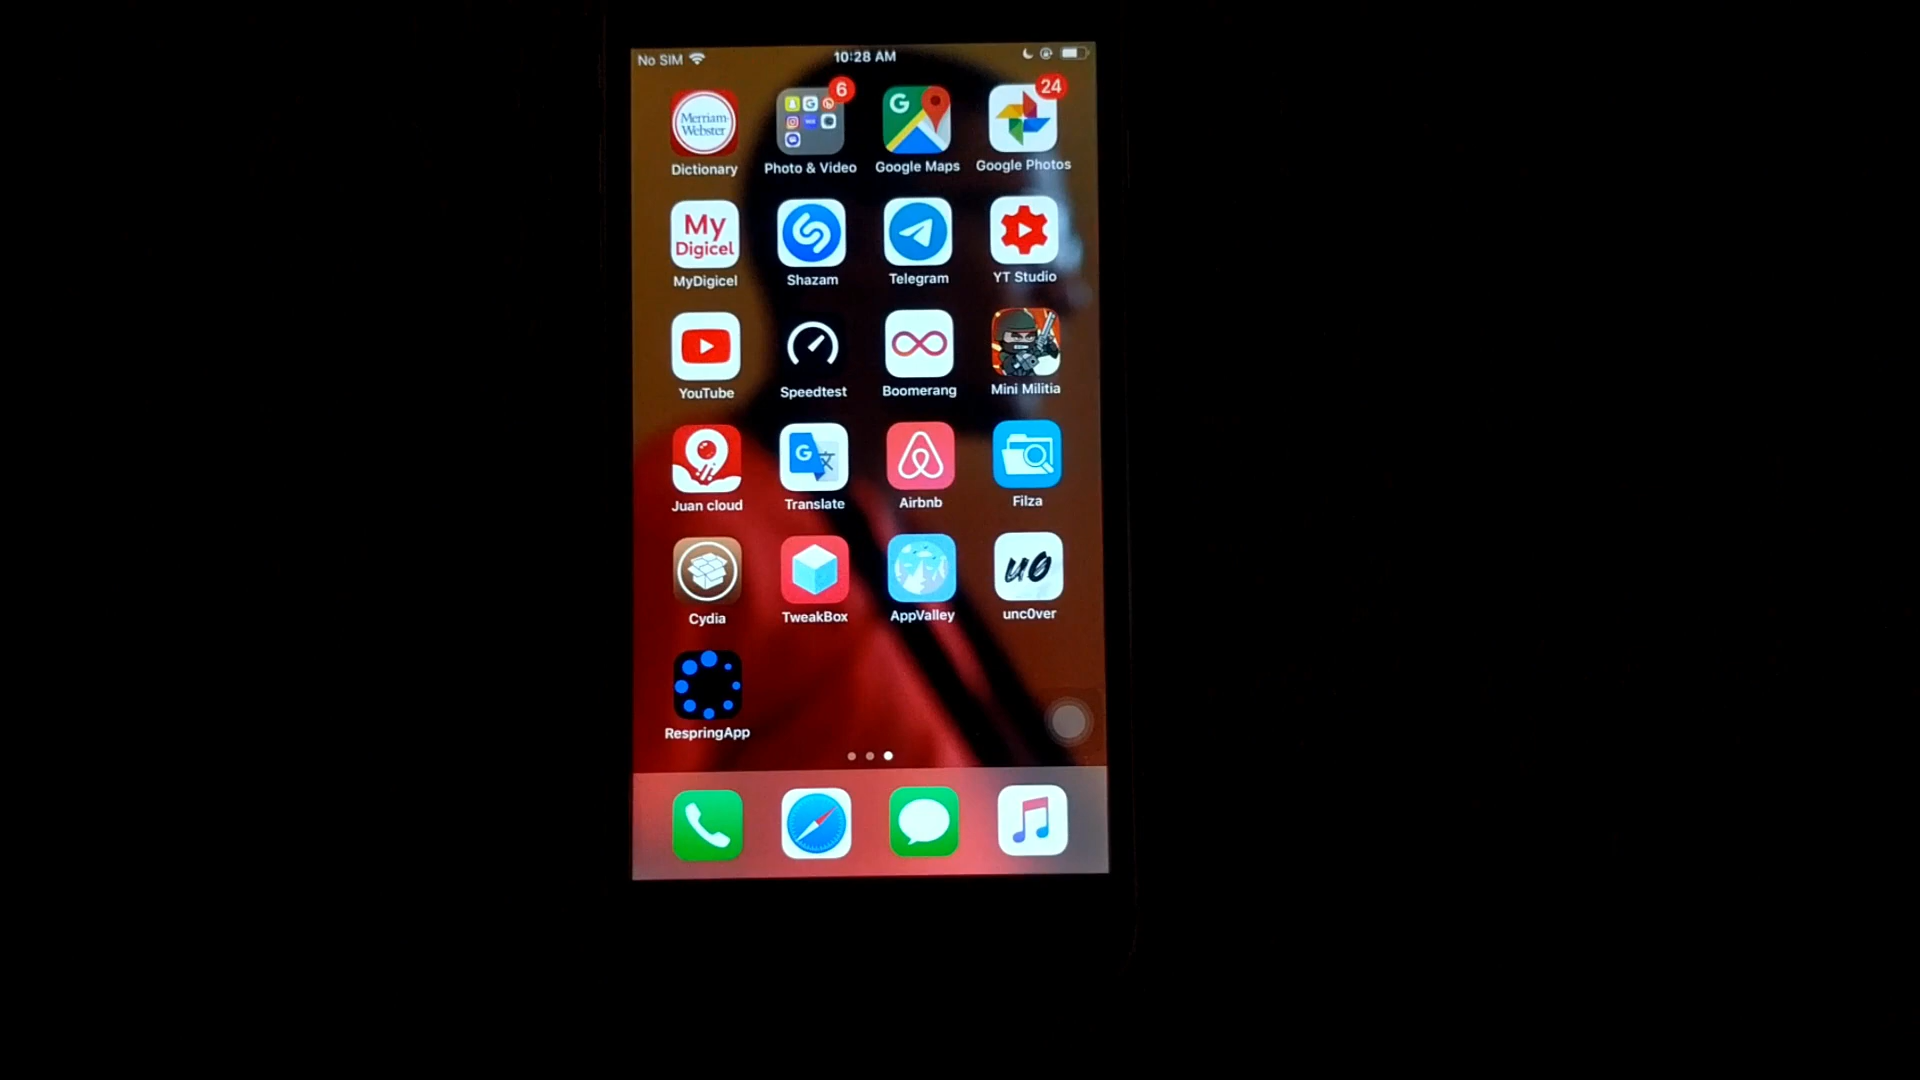 No SIM
10:28 AM
6
24
Merriam-
Webster
Dictionary
Photo & Video
Google Maps
Google Photos
My
Digicel
MyDigicel
Shazam
Telegram
YT Studio
YouTube
Speedtest
Boomerang
Mini Militia
Juan cloud
Translate
Airbnb
Filza
Cydia
TweakBox
AppValley
u0
unc0ver
RespringApp